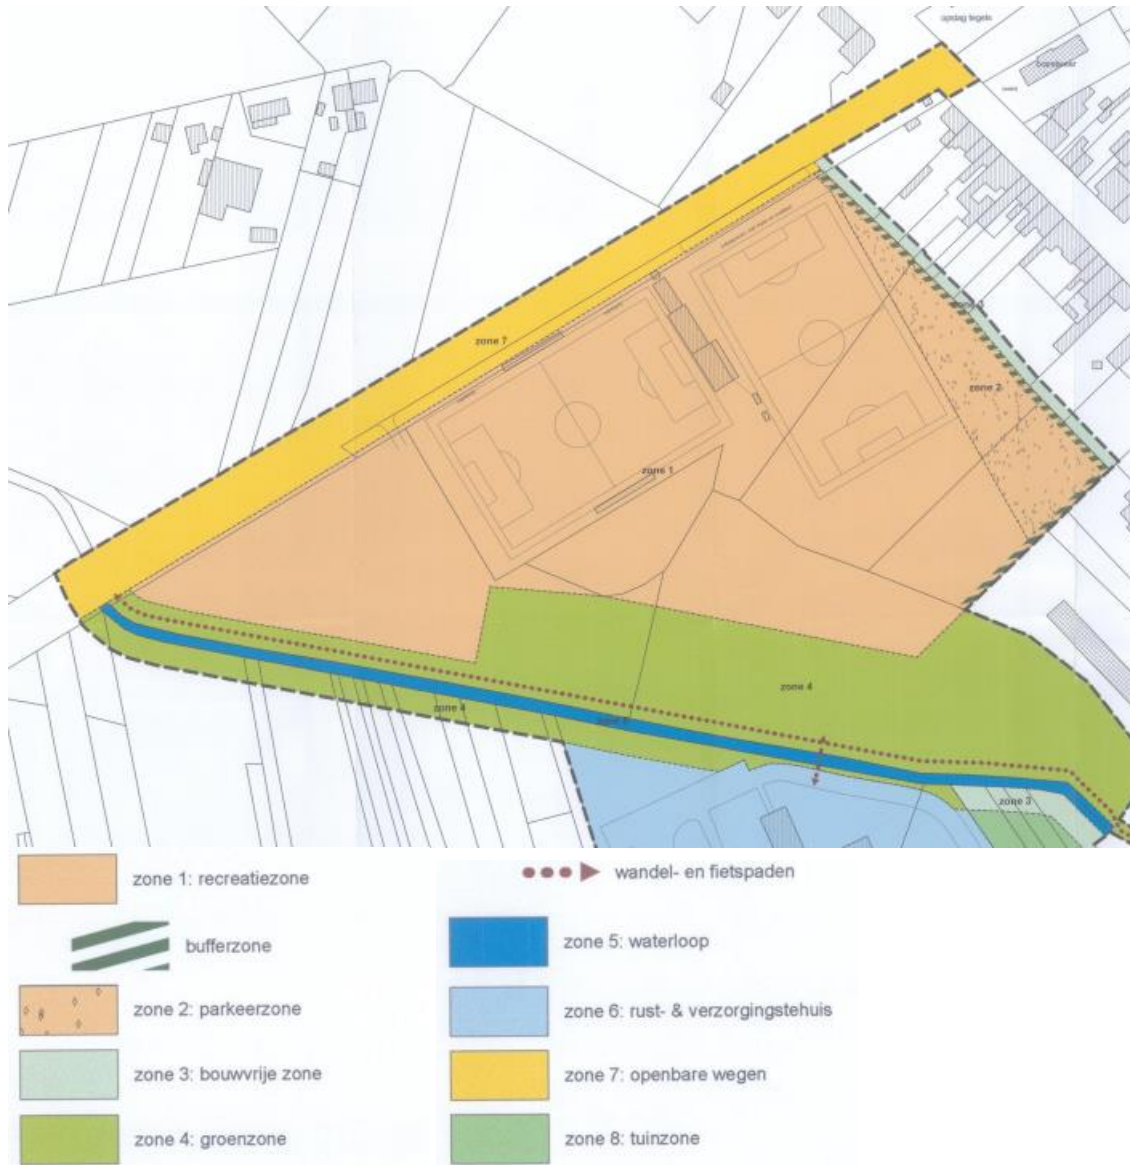 opslag tegels
zone 7
zone 2
zone 1
zone 4
zone 4
zone 3
zone 1: recreatiezone
bufferzone
zone 2: parkeerzone
zone 3: bouwvrije zone
zone 4: groenzone
wandel- en fietspaden
zone 5: waterloop
zone 6: rust- & verzorgingstehuis
zone 7: openbare wegen
zone 8: tuinzone